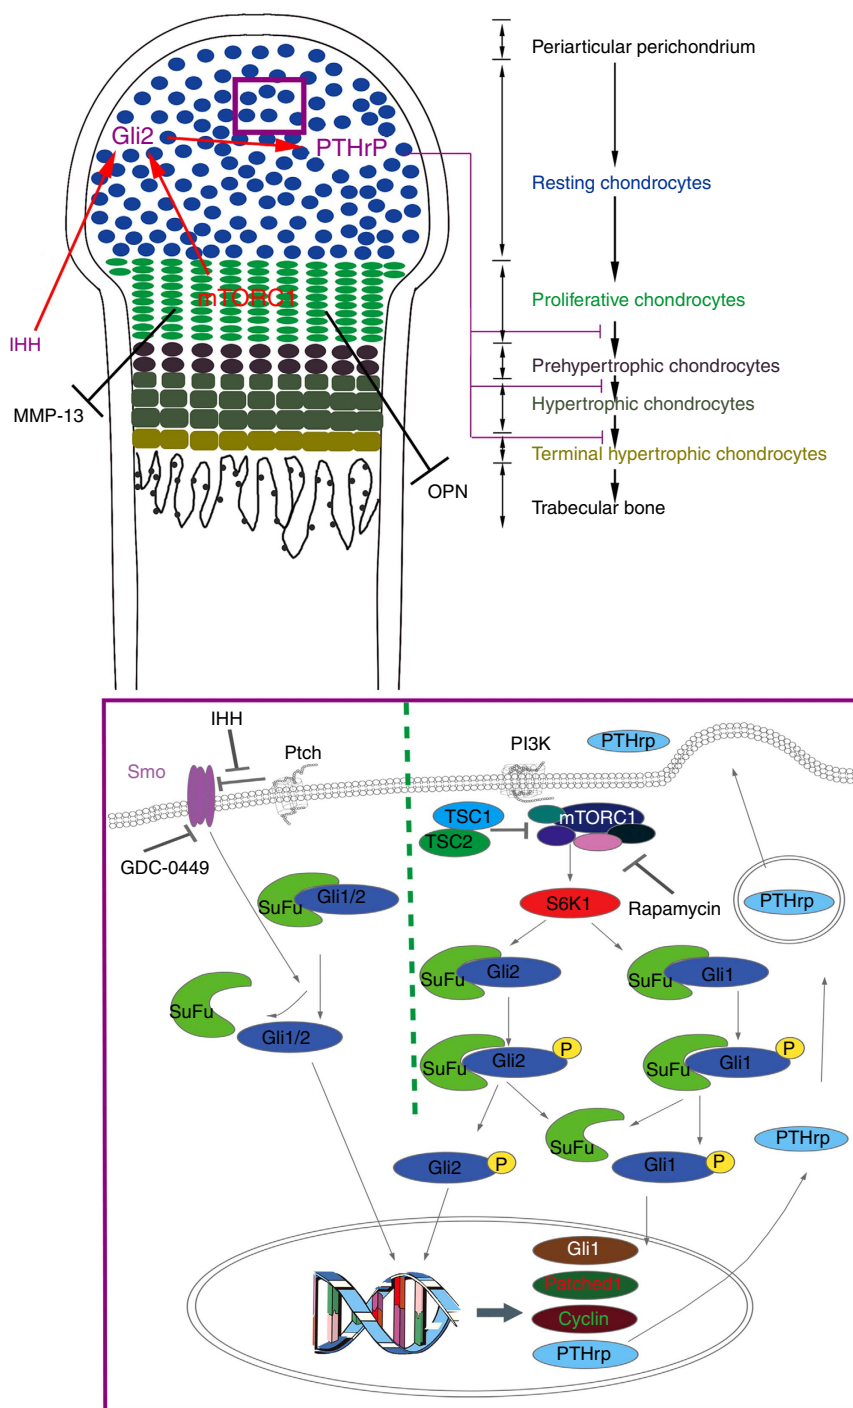 Periarticular perichondrium
Gli2
PTHrP
Resting chondrocytes
mTORC1
Proliferative chondrocytes
IHH
Prehypertrophic chondrocytes
MMP-13
Hypertrophic chondrocytes
Terminal hypertrophic chondrocytes
OPN
Trabecular bone
IHH
Ptch
PI3K
PTHrp
Smo
TSC1
mTORC1
TSC2
GDC-0449
Gli1/2
SuFu
S6K1
Rapamycin
PTHrp
Gli2
SuFu
Gli1
SuFu
SuFu
Gli1/2
P
Gli2
SuFu
P
Gli1
SuFu
PTHrp
SuFu
P
Gli2
P
Gli1
Gli1
Patched1
Cyclin
PTHrp